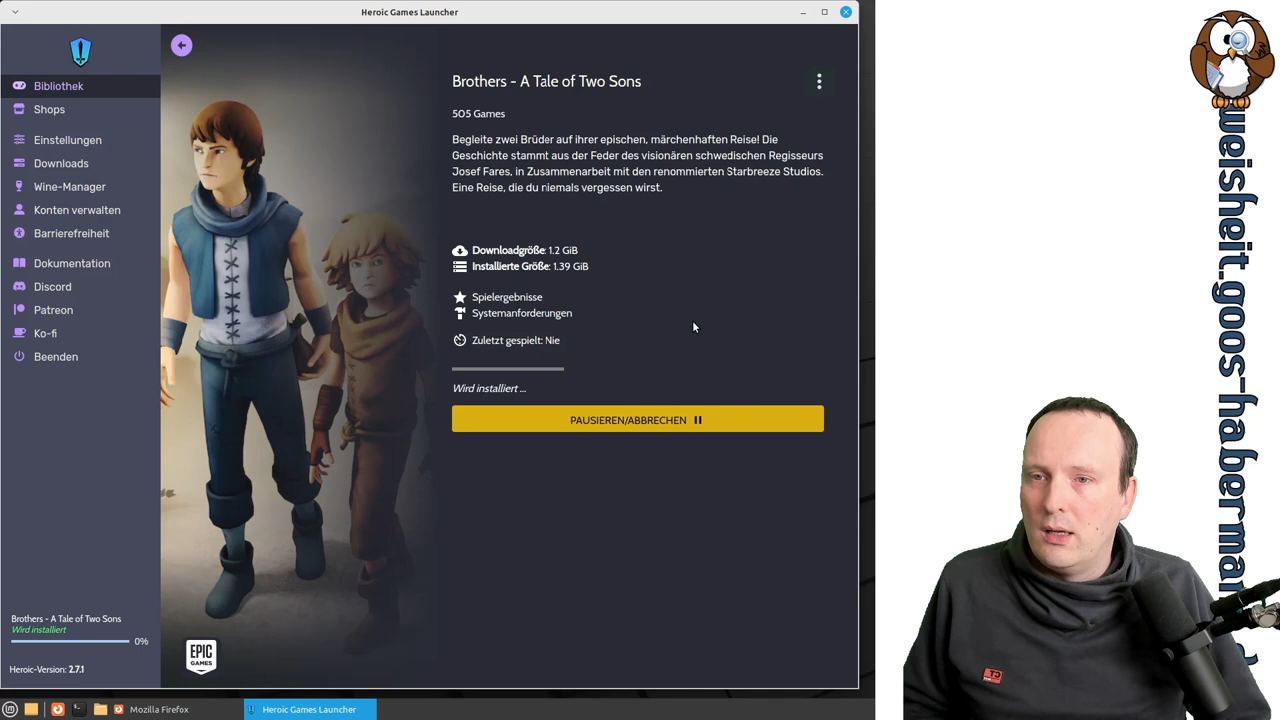 Heroic Games Launcher
Bibliothek
Shops
Einstellungen
Downloads
Wine-Manager
Konten verwalten
Barrierefreiheit
Dokumentation
Discord
Patreon
Ko-fi
Beenden
Brothers - A Tale of Two Sons
Wird installiert
0%
Heroic-Version: 2.7.1
EPIC
GAMES
Brothers - A Tale of Two Sons
505 Games
Begleite zwei Brüder auf ihrer epischen, märchenhaften Reise! Die
Geschichte stammt aus der Feder des visionären schwedischen Regisseurs
Josef Fares, in Zusammenarbeit mit den renommierten Starbreeze Studios.
Eine Reise, die du niemals vergessen wirst.
Downloadgröße: 1.2 GiB
Installierte Größe: 1.39 GiB
Spielergebnisse
Systemanforderungen
Zuletzt gespielt: Nie
Wird installiert ...
PAUSIEREN/ABBRECHEN
Mozilla Firefox
Heroic Games Launcher